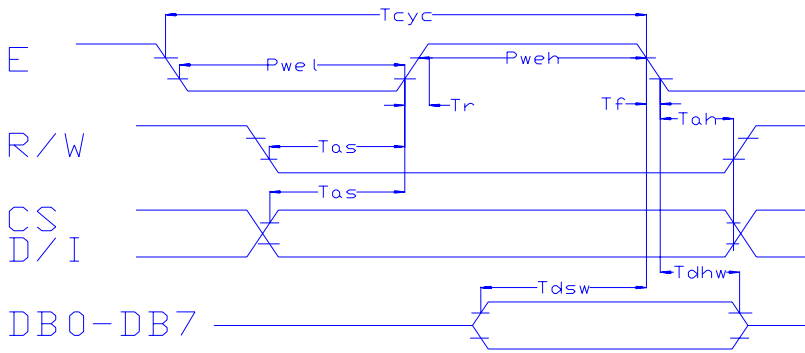 Tcyc
E
Pwel
Pweh
Tr
Tf
Tah
R/W
Tas
Tas
CS
D/I
Tdhw
Tdsw
DB0-DB7